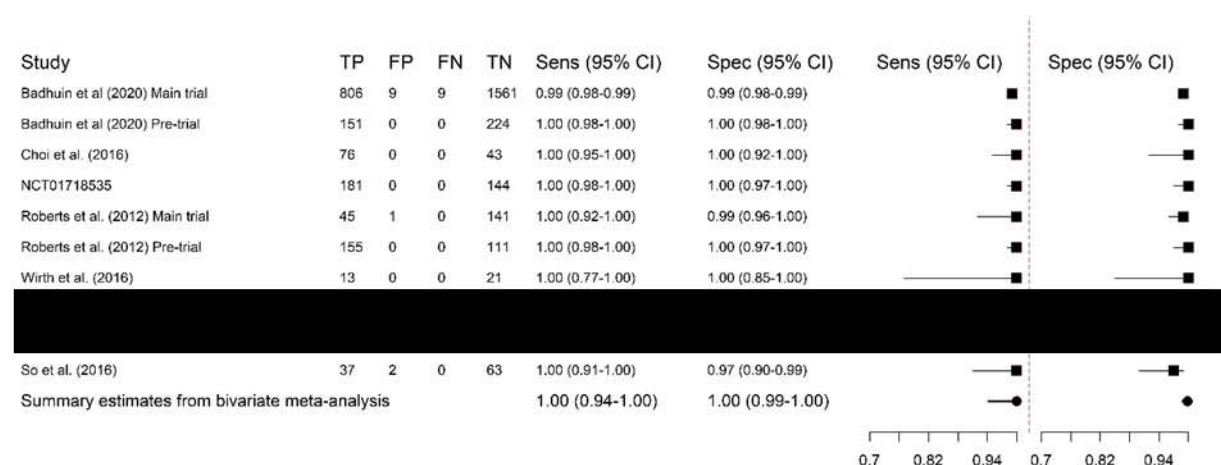 Study TP FP FN TN Sens (95% CI) Spec (95% CI) Sens (95% CI) Spec (95% CI)
Badhuin et al (2020) Main trial 806 9 9 1561 0.99 (0.98-0.99) 0.99 (0.98-0.99)
Badhuin et al (2020) Pre-trial 151 0 0 224 1.00 (0.98-1.00) 1.00 (0.98-1.00)
Choi et al. (2016) 76 0 0 43 1.00 (0.95-1.00) 1.00 (0.92-1.00)
NCT01718535 181 0 0 144 1.00 (0.98-1.00) 1.00 (0.97-1.00)
Roberts et al. (2012) Main trial 45 1 0 141 1.00 (0.92-1.00) 0.99 (0.96-1.00)
Roberts et al. (2012) Pre-trial 155 0 0 111 1.00 (0.98-1.00) 1.00 (0.97-1.00)
Wirth et al. (2016) 13 0 0 21 1.00 (0.77-1.00) 1.00 (0.85-1.00)
So et al. (2016) 37 2 0 63 1.00 (0.91-1.00) 0.97 (0.90-0.99)
Summary estimates from bivariate meta-analysis 1.00 (0.94-1.00) 1.00 (0.99-1.00)
0.7 0.82 0.94 0.7 0.82 0.94